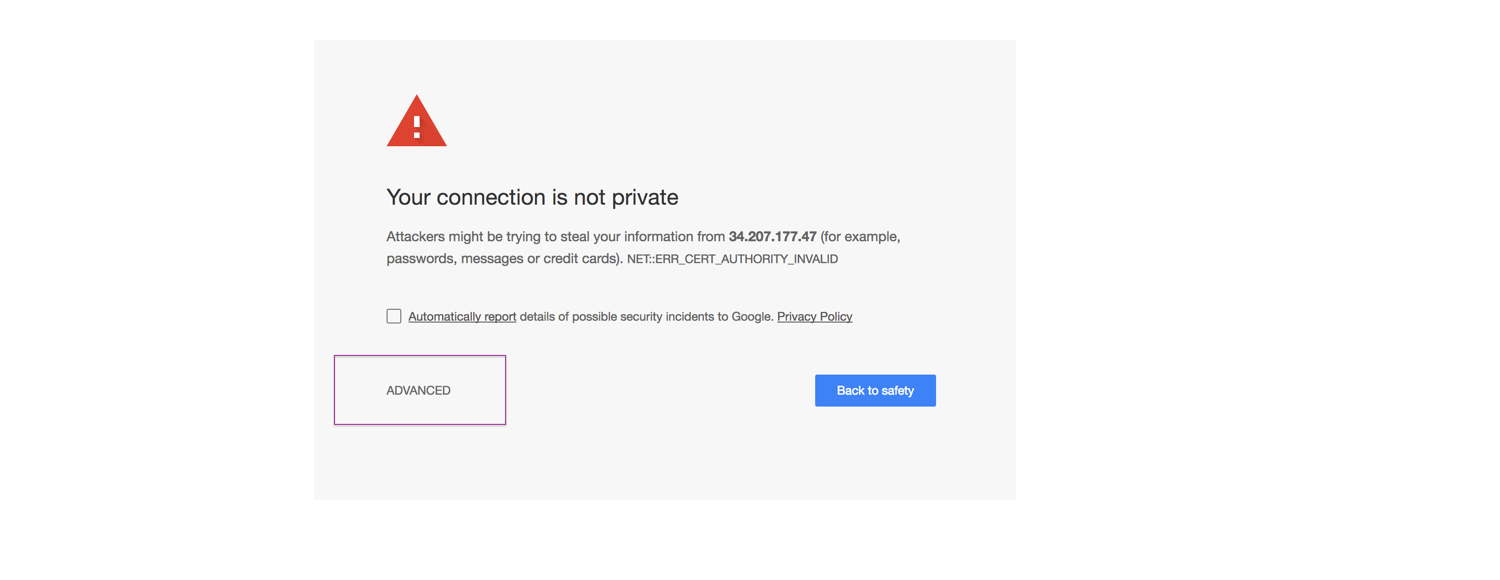 Your connection is not private
Attackers might be trying to steal your information from 34.207.177.47 (for example,
passwords, messages or credit cards). NET::ERR_CERT_AUTHORITY_INVALID
Automatically report details of possible security incidents to Google. Privacy Policy
ADVANCED
Back to safety